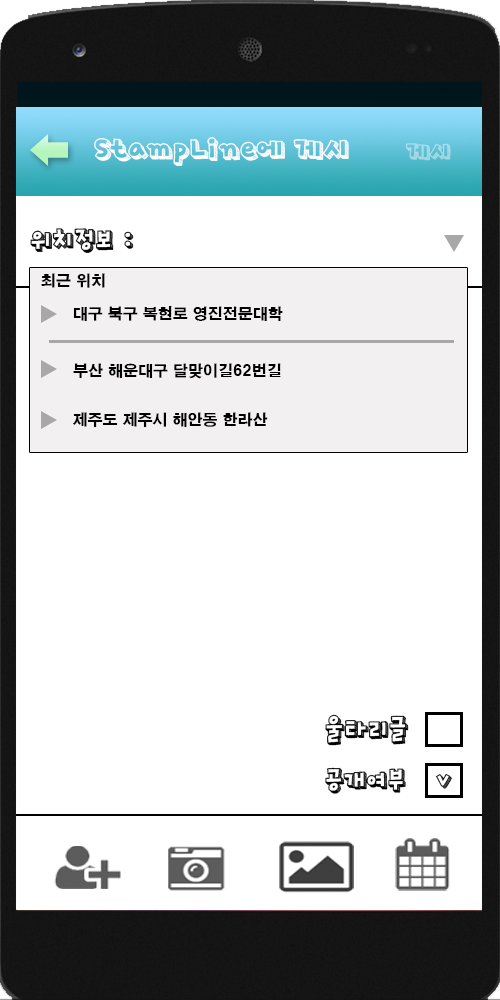 StampLine에 게시 게시
위치정보 :
최근 위치
대구 북구 복현로 영진전문대학
부산 해운대구 달맞이길62번길
제주도 제주시 해안동 한라산
울타리글
공개여부